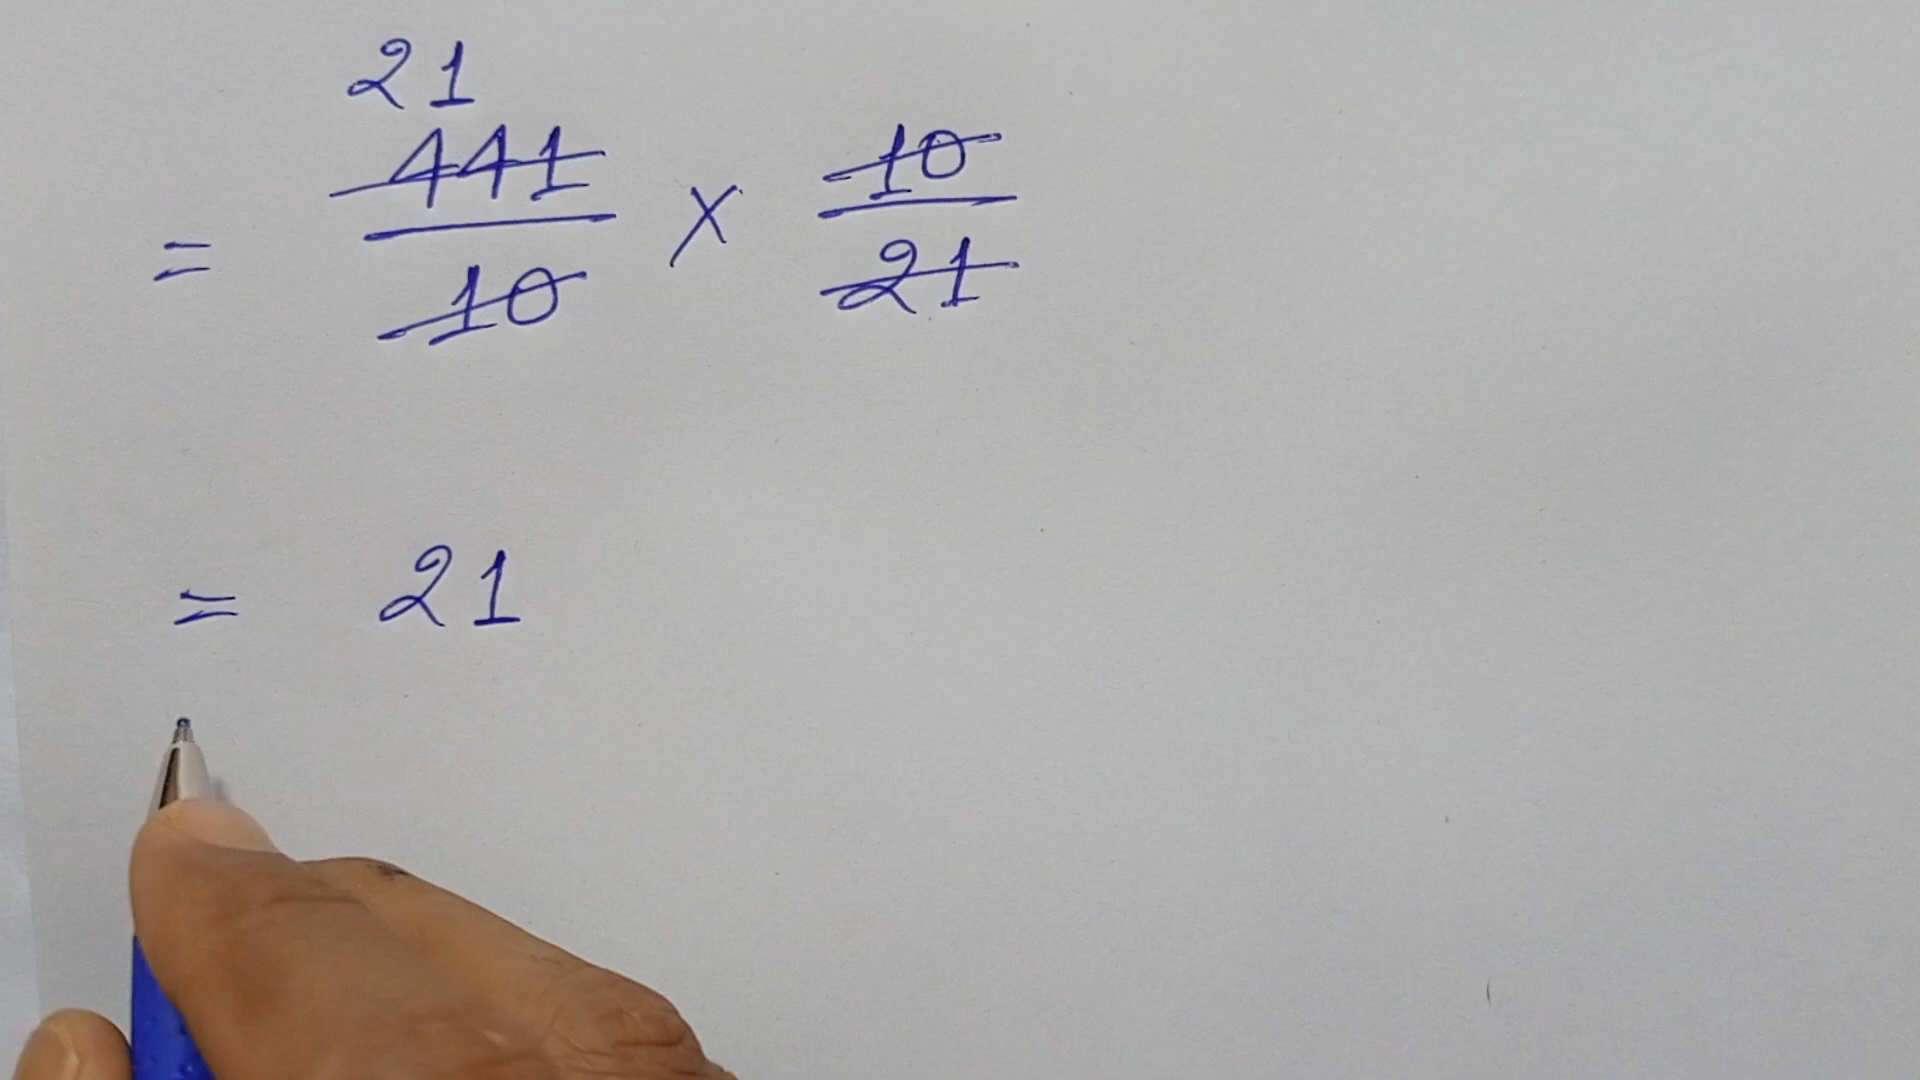 21
= 441/10 × 10/21
= 21